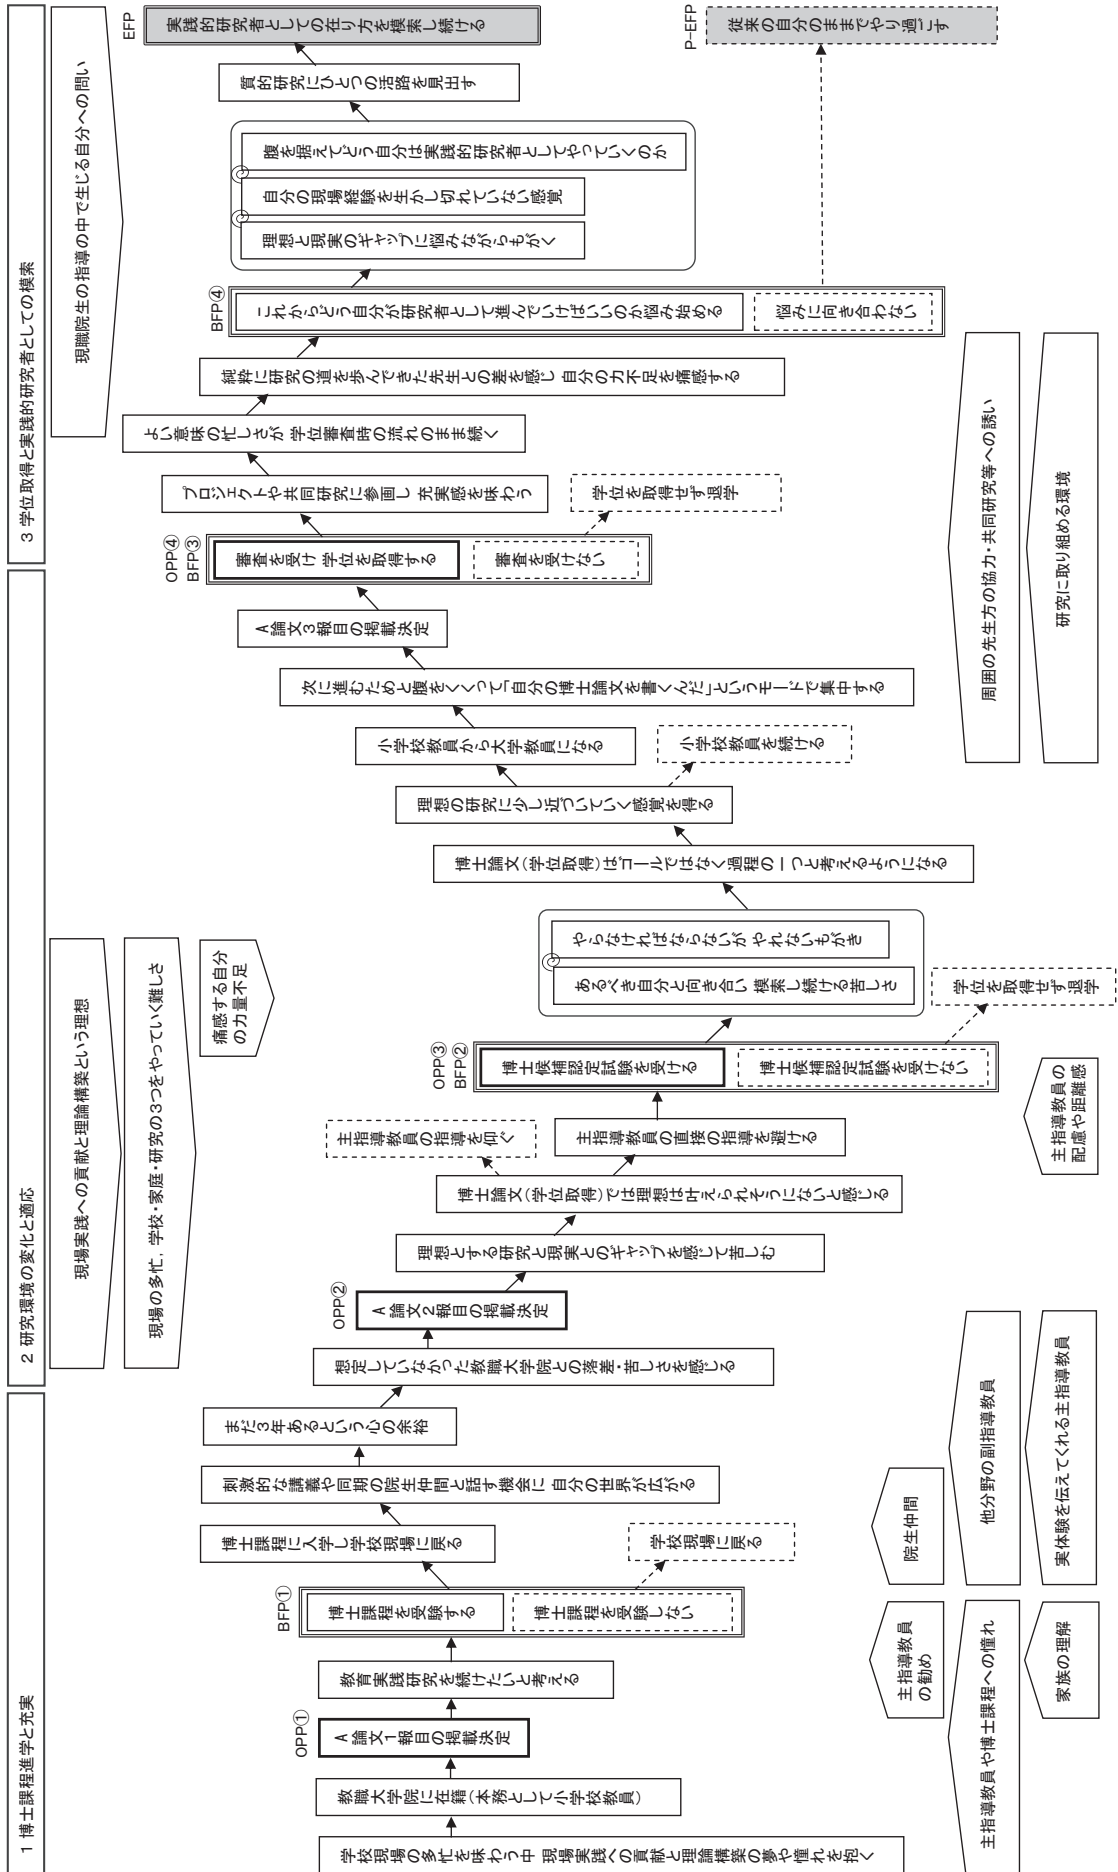 1 博士課程進学と充実
2 研究環境の変化と適応
3 学位取得と実践的研究者としての模索
現場実践への貢献と理論構築という理想
現場の多忙，学校・家庭・研究の3つをやっていく難しさ
痛感する自分
の力量不足
現職院生の指導の中で生じる自分への問い
学校現場の多忙を味わう中 現場実践への貢献と理論構築の夢や憧れを抱く
教職大学院に在籍（本務として小学校教員）
OPP①
A 論文1報目の掲載決定
教育実践研究を続けたいと考える
BFP①
博士課程を受験する
博士課程を受験しない
学校現場に戻る
博士課程に入学し学校現場に戻る
刺激的な講義や同期の院生仲間と話す機会に 自分の世界が広がる
まだ3年あるという心の余裕
想定していなかった教職大学院との落差・苦しさを感じる
OPP②
A 論文2報目の掲載決定
理想とする研究と現実とのギャップを感じて苦しむ
博士論文（学位取得）では理想は叶えられそうにないと感じる
主指導教員の指導を仰ぐ
主指導教員の直接の指導を避ける
OPP③
BFP②
博士候補認定試験を受ける
博士候補認定試験を受けない
学位を取得せず退学
あるべき自分と向き合い 模索し続ける苦しさ
やらなければならないが やれないもがき
博士論文（学位取得）はゴールではなく過程の一つと考えるようになる
理想の研究に少し近づいていく感覚を得る
小学校教員から大学教員になる
小学校教員を続ける
次に進むためと腹をくくって「自分の博士論文を書くんだ」というモードで集中する
A 論文3報目の掲載決定
OPP④
BFP③
審査を受け 学位を取得する
審査を受けない
学位を取得せず退学
プロジェクトや共同研究に参画し 充実感を味わう
よい意味の忙しさが 学位審査時の流れのまま続く
純粋に研究の道を歩んできた先生との差を感じ 自分の力不足を痛感する
BFP④
これからどう自分が研究者として進んでいけばいいのか悩み始める
悩みに向き合わない
理想と現実のギャップに悩みながらもがく
自分の現場経験を生かし切れていない感覚
腹を据えてどう自分は実践的研究者としてやっていくのか
質的研究にひとつの活路を見出す
EFP
実践的研究者としての在り方を模索し続ける
P-EFP
従来の自分のままでやり過ごす
主指導教員
の勧め
主指導教員や博士課程への憧れ
家族の理解
院生仲間
他分野の副指導教員
実体験を伝えてくれる主指導教員
主指導教員の
配慮や距離感
周囲の先生方の協力・共同研究等への誘い
研究に取り組める環境